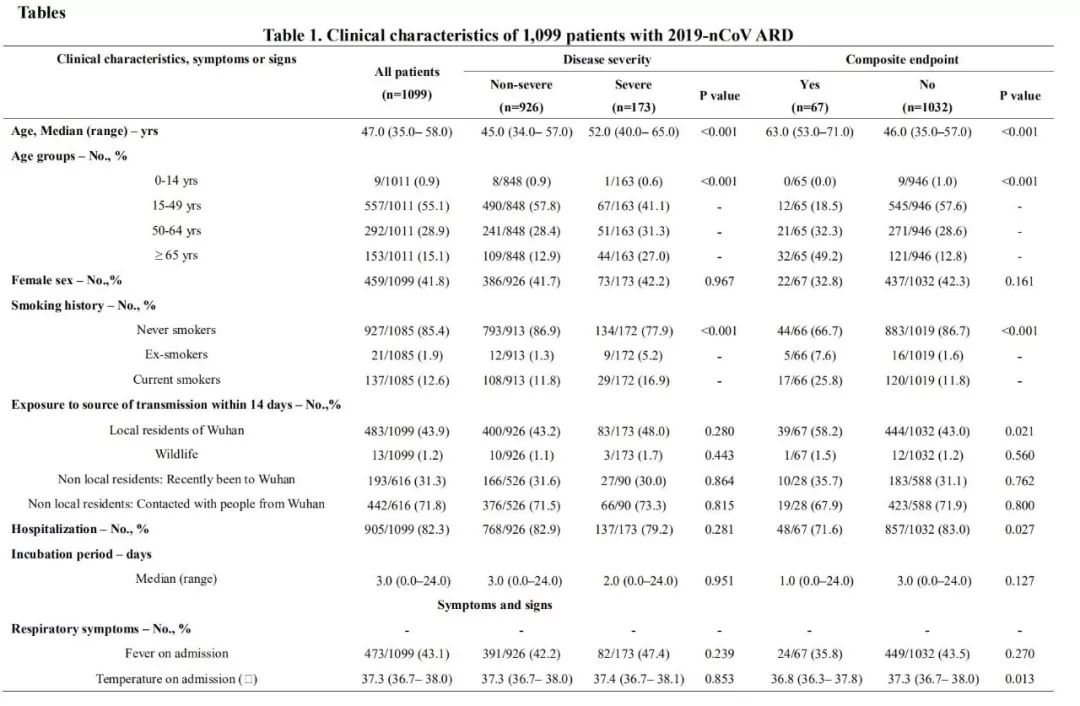 Tables
Table 1. Clinical characteristics of 1,099 patients with 2019-nCoV ARD
Clinical characteristics, symptoms or signs All patients (n=1099) Disease severity Composite endpoint
Non-severe (n=926) Severe (n=173) P value Yes (n=67) No (n=1032) P value
Age, Median (range) – yrs 47.0 (35.0– 58.0) 45.0 (34.0– 57.0) 52.0 (40.0– 65.0) <0.001 63.0 (53.0–71.0) 46.0 (35.0–57.0) <0.001
Age groups – No., %
0-14 yrs 9/1011 (0.9) 8/848 (0.9) 1/163 (0.6) <0.001 0/65 (0.0) 9/946 (1.0) <0.001
15-49 yrs 557/1011 (55.1) 490/848 (57.8) 67/163 (41.1) - 12/65 (18.5) 545/946 (57.6) -
50-64 yrs 292/1011 (28.9) 241/848 (28.4) 51/163 (31.3) - 21/65 (32.3) 271/946 (28.6) -
≥ 65 yrs 153/1011 (15.1) 109/848 (12.9) 44/163 (27.0) - 32/65 (49.2) 121/946 (12.8) -
Female sex – No.,% 459/1099 (41.8) 386/926 (41.7) 73/173 (42.2) 0.967 22/67 (32.8) 437/1032 (42.3) 0.161
Smoking history – No., %
Never smokers 927/1085 (85.4) 793/913 (86.9) 134/172 (77.9) <0.001 44/66 (66.7) 883/1019 (86.7) <0.001
Ex-smokers 21/1085 (1.9) 12/913 (1.3) 9/172 (5.2) - 5/66 (7.6) 16/1019 (1.6) -
Current smokers 137/1085 (12.6) 108/913 (11.8) 29/172 (16.9) - 17/66 (25.8) 120/1019 (11.8) -
Exposure to source of transmission within 14 days – No.,%
Local residents of Wuhan 483/1099 (43.9) 400/926 (43.2) 83/173 (48.0) 0.280 39/67 (58.2) 444/1032 (43.0) 0.021
Wildlife 13/1099 (1.2) 10/926 (1.1) 3/173 (1.7) 0.443 1/67 (1.5) 12/1032 (1.2) 0.560
Non local residents: Recently been to Wuhan 193/616 (31.3) 166/526 (31.6) 27/90 (30.0) 0.864 10/28 (35.7) 183/588 (31.1) 0.762
Non local residents: Contacted with people from Wuhan 442/616 (71.8) 376/526 (71.5) 66/90 (73.3) 0.815 19/28 (67.9) 423/588 (71.9) 0.800
Hospitalization – No., % 905/1099 (82.3) 768/926 (82.9) 137/173 (79.2) 0.281 48/67 (71.6) 857/1032 (83.0) 0.027
Incubation period – days
Median (range) 3.0 (0.0–24.0) 3.0 (0.0–24.0) 2.0 (0.0–24.0) 0.951 1.0 (0.0–24.0) 3.0 (0.0–24.0) 0.127
Symptoms and signs
Respiratory symptoms – No., % - - - - - - -
Fever on admission 473/1099 (43.1) 391/926 (42.2) 82/173 (47.4) 0.239 24/67 (35.8) 449/1032 (43.5) 0.270
Temperature on admission (□) 37.3 (36.7– 38.0) 37.3 (36.7– 38.0) 37.4 (36.7– 38.1) 0.853 36.8 (36.3– 37.8) 37.3 (36.7– 38.0) 0.013